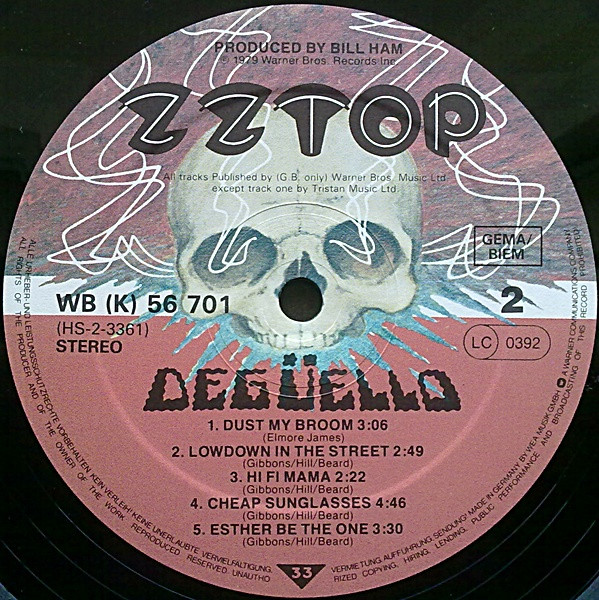 PRODUCED BY BILL HAM
℗ 1979 Warner Bros. Records Inc.
ZZ TOP
All tracks Published by (G.B. only) Warner Bros. Music Ltd.
except track one by Tristan Music Ltd.
GEMA/
BIEM
WB (K) 56 701
(HS-2-3361)
STEREO
2
LC 0392
DEGÜELLO
1. DUST MY BROOM 3:06
(Elmore James)
2. LOWDOWN IN THE STREET 2:49
(Gibbons/Hill/Beard)
3. HI FI MAMA 2:22
(Gibbons/Hill/Beard)
4. CHEAP SUNGLASSES 4:46
(Gibbons/Hill/Beard)
5. ESTHER BE THE ONE 3:30
(Gibbons/Hill/Beard)
33
ALLE URHEBER- UND LEISTUNGSSCHUTZRECHTE VORBEHALTEN. KEIN VERLEIH! KEINE UNERLAUBTE VERVIELFÄLTIGUNG,
VERMIETUNG, AUFFÜHRUNG, SENDUNG! MADE IN GERMANY BY WEA MUSIK GMBH. A WARNER COMMUNICATIONS COMPANY
ALL RIGHTS OF THE PRODUCER AND OF THE OWNER OF THE WORK REPRODUCED RESERVED. UNAUTHO
RIZED COPYING, HIRING, LENDING, PUBLIC PERFORMANCE AND BROADCASTING OF THIS RECORD PROHIBITED